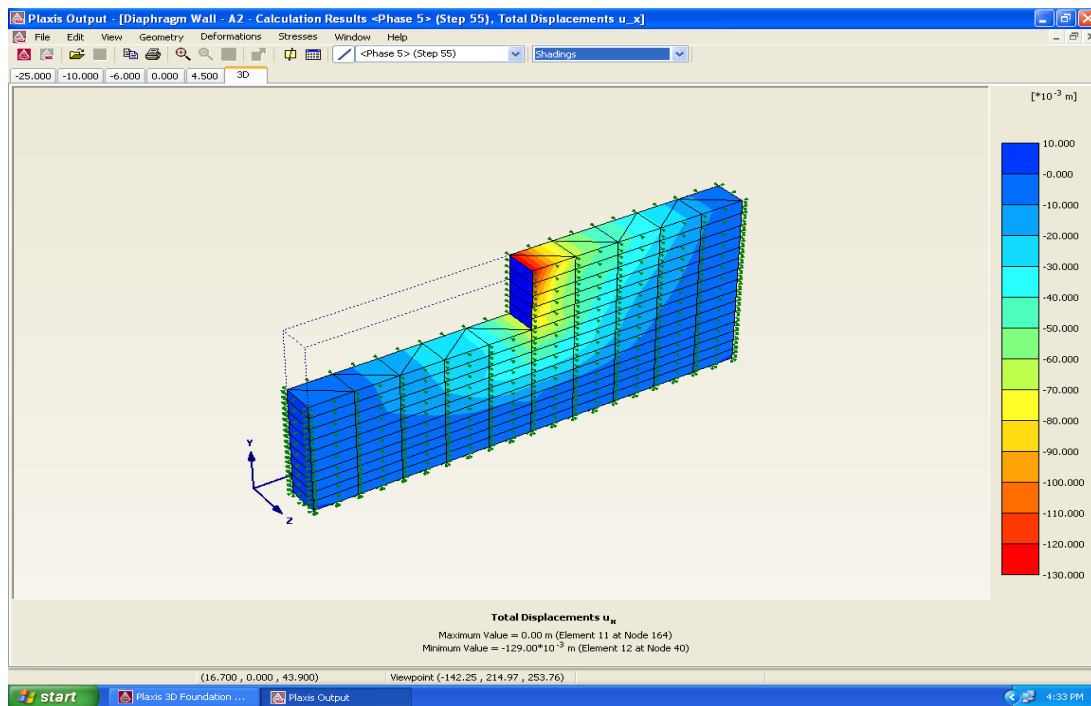 Plaxis Output - [Diaphragm Wall - A2 - Calculation Results <Phase 5> (Step 55), Total Displacements u_x]
File Edit View Geometry Deformations Stresses Window Help
<Phase 5> (Step 55) Shadings
-25.000 -10.000 -6.000 0.000 4.500 3D
[*10-3 m]
10.000
-0.000
-10.000
-20.000
-30.000
-40.000
-50.000
-60.000
-70.000
-80.000
-90.000
-100.000
-110.000
-120.000
-130.000
Y
Z
Total Displacements ux
Maximum Value = 0.00 m (Element 11 at Node 164)
Minimum Value = -129.00*10-3 m (Element 12 at Node 40)
(16.700 , 0.000 , 43.900) Viewpoint (-142.25 , 214.97 , 253.76)
start Plaxis 3D Foundation ... Plaxis Output 4:33 PM